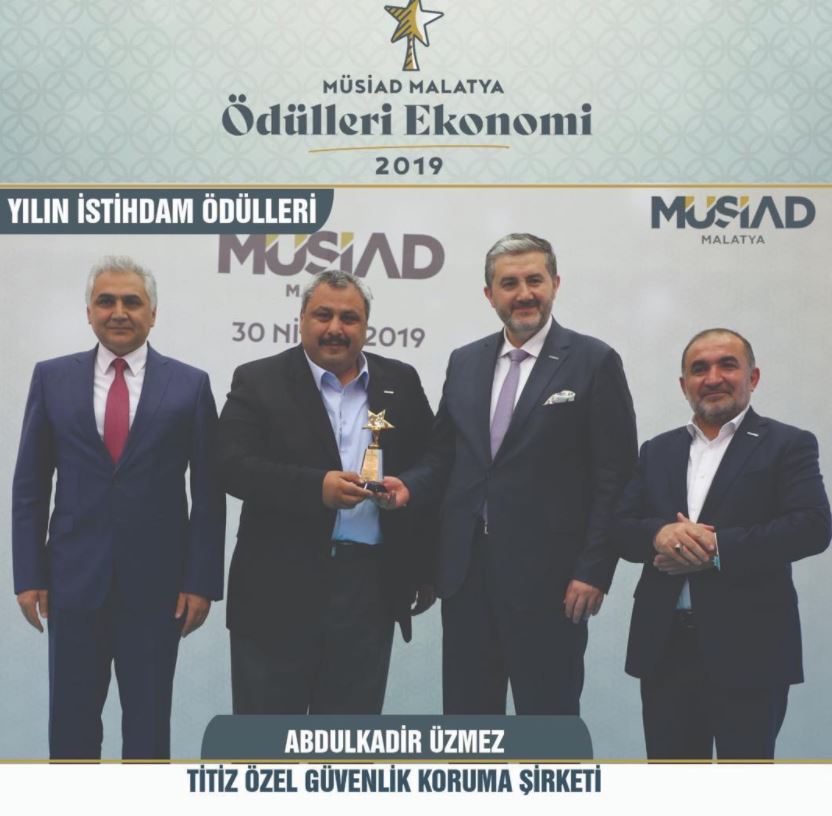 MÜSİAD MALATYA
Ödülleri Ekonomi
2019
YILIN İSTİHDAM ÖDÜLLERİ
MÜSİAD
MALATYA
MÜSİAD
30 2019
ABDULKADİR ÜZMEZ
TİTİZ ÖZEL GÜVENLİK KORUMA ŞİRKETİ